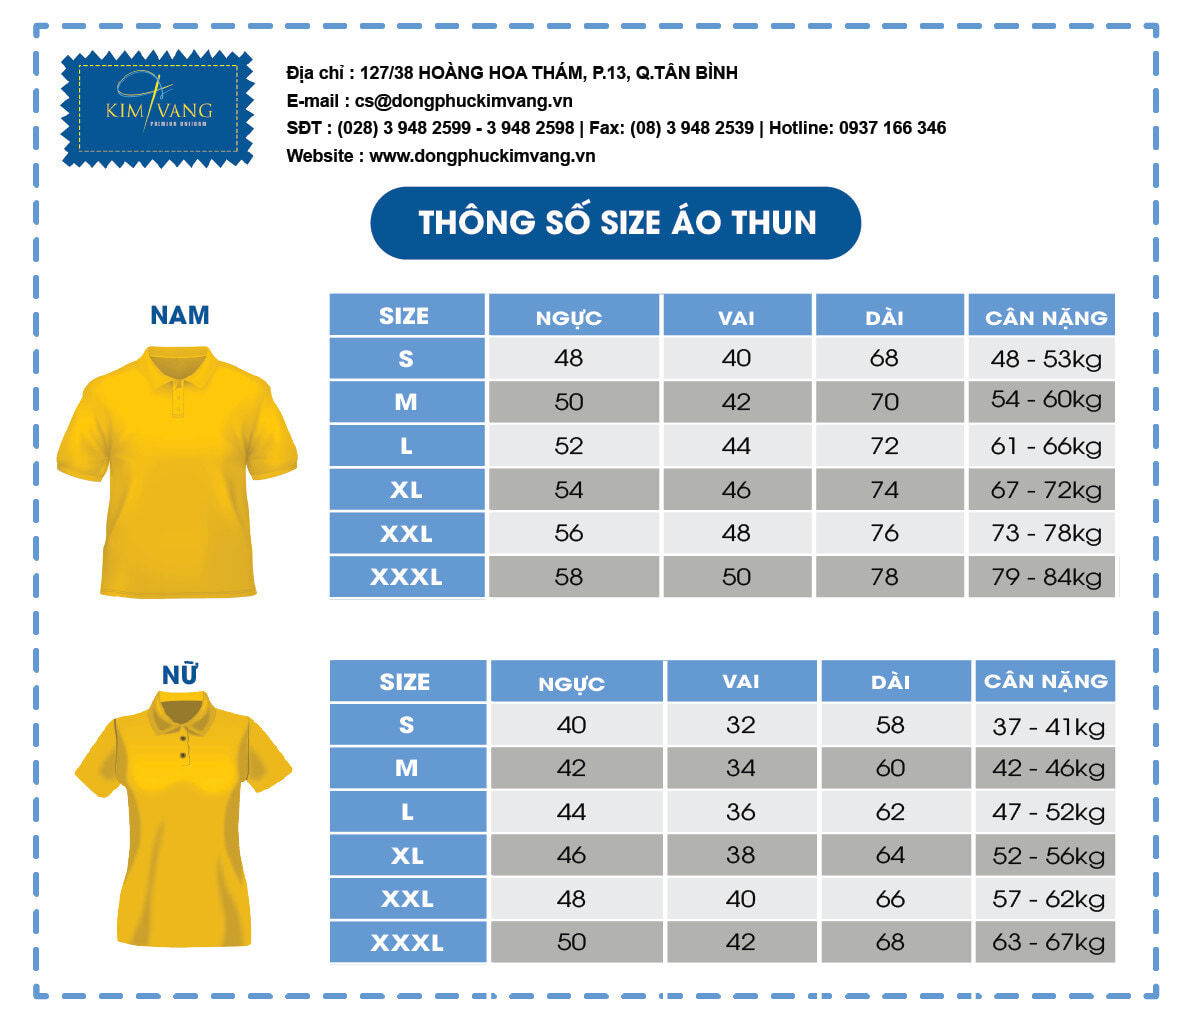 KIM VANG
PREMIUM UNIFORM
Địa chỉ : 127/38 HOÀNG HOA THÁM, P.13, Q.TÂN BÌNH
E-mail : cs@dongphuckimvang.vn
SĐT : (028) 3 948 2599 - 3 948 2598 | Fax: (08) 3 948 2539 | Hotline: 0937 166 346
Website : www.dongphuckimvang.vn
THÔNG SỐ SIZE ÁO THUN
NAM
SIZE NGỰC VAI DÀI CÂN NẶNG
S 48 40 68 48 - 53kg
M 50 42 70 54 - 60kg
L 52 44 72 61 - 66kg
XL 54 46 74 67 - 72kg
XXL 56 48 76 73 - 78kg
XXXL 58 50 78 79 - 84kg
NỮ
SIZE NGỰC VAI DÀI CÂN NẶNG
S 40 32 58 37 - 41kg
M 42 34 60 42 - 46kg
L 44 36 62 47 - 52kg
XL 46 38 64 52 - 56kg
XXL 48 40 66 57 - 62kg
XXXL 50 42 68 63 - 67kg